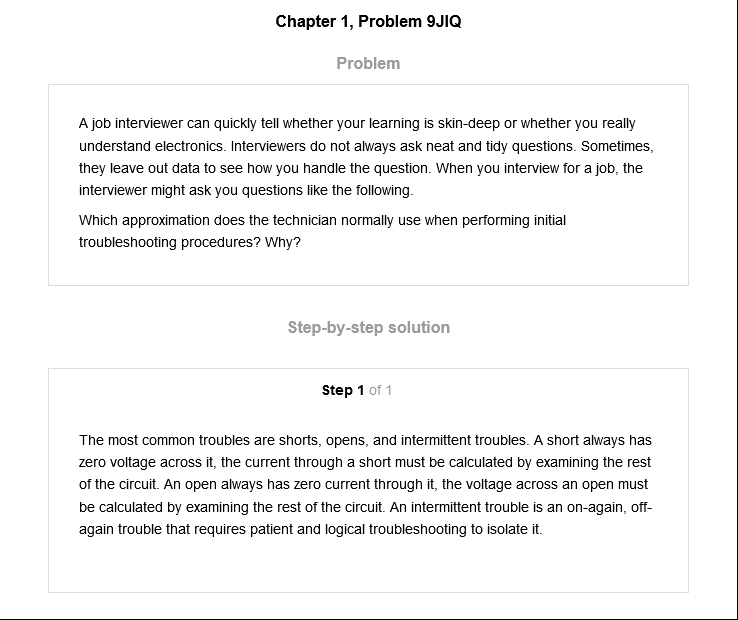 Chapter 1, Problem 9JIQ
Problem
A job interviewer can quickly tell whether your learning is skin-deep or whether you really
understand electronics. Interviewers do not always ask neat and tidy questions. Sometimes,
they leave out data to see how you handle the question. When you interview for a job, the
interviewer might ask you questions like the following.
Which approximation does the technician normally use when performing initial
troubleshooting procedures? Why?
Step-by-step solution
Step 1 of 1
The most common troubles are shorts, opens, and intermittent troubles. A short always has
zero voltage across it, the current through a short must be calculated by examining the rest
of the circuit. An open always has zero current through it, the voltage across an open must
be calculated by examining the rest of the circuit. An intermittent trouble is an on-again, off-
again trouble that requires patient and logical troubleshooting to isolate it.